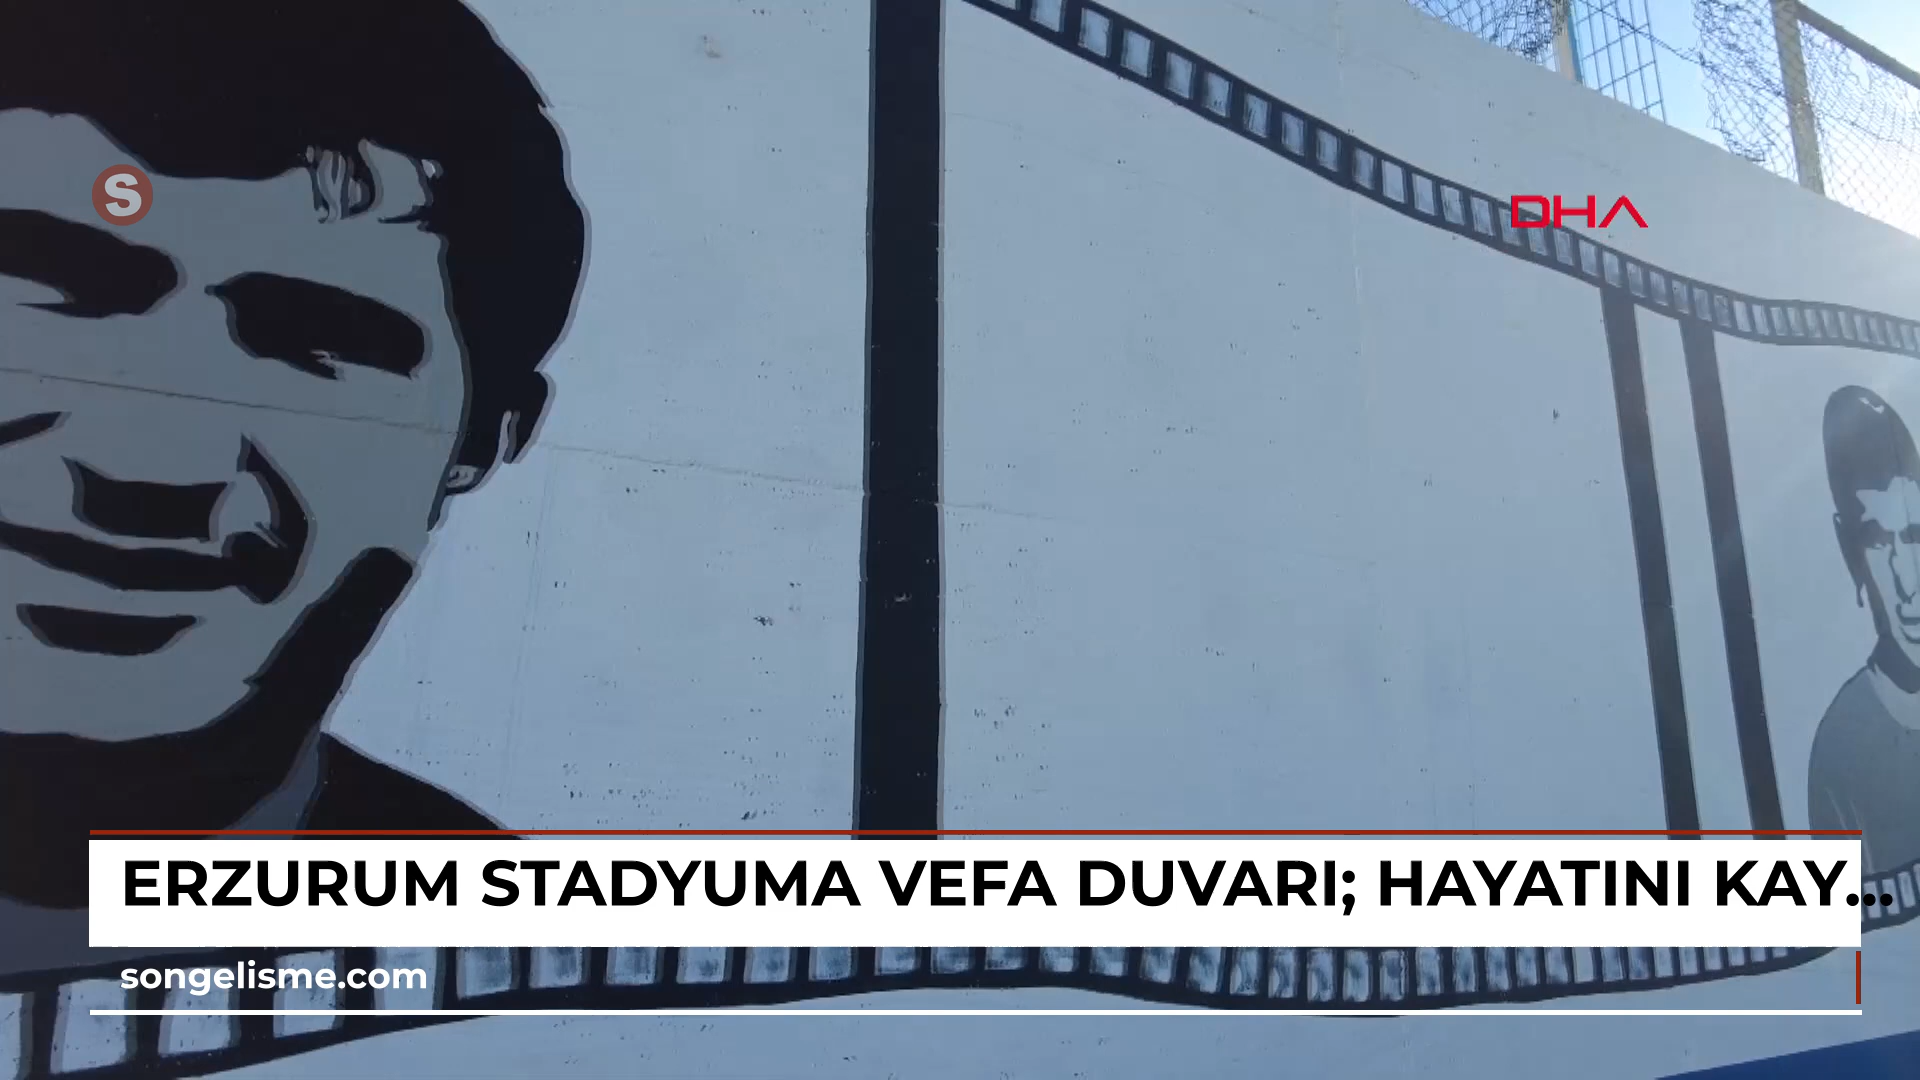 S
DHA
ERZURUM STADYUMA VEFA DUVARI; HAYATINI KAY...
songelisme.com